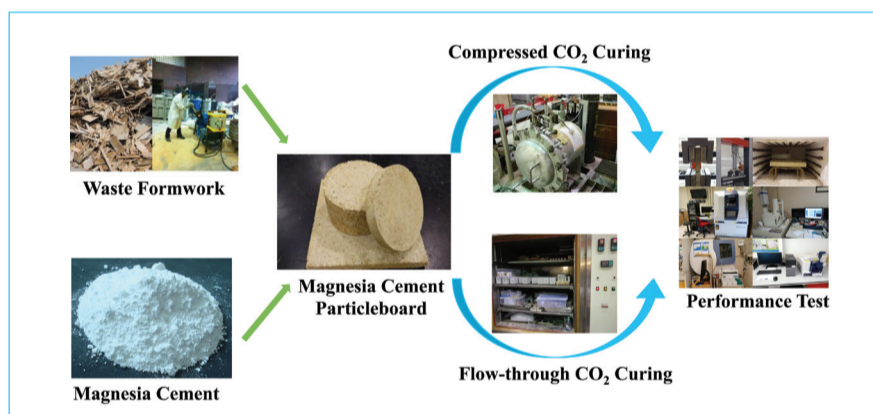 Compressed CO₂ Curing
Waste Formwork
Magnesia Cement
Particleboard
Performance Test
Magnesia Cement
Flow-through CO₂ Curing